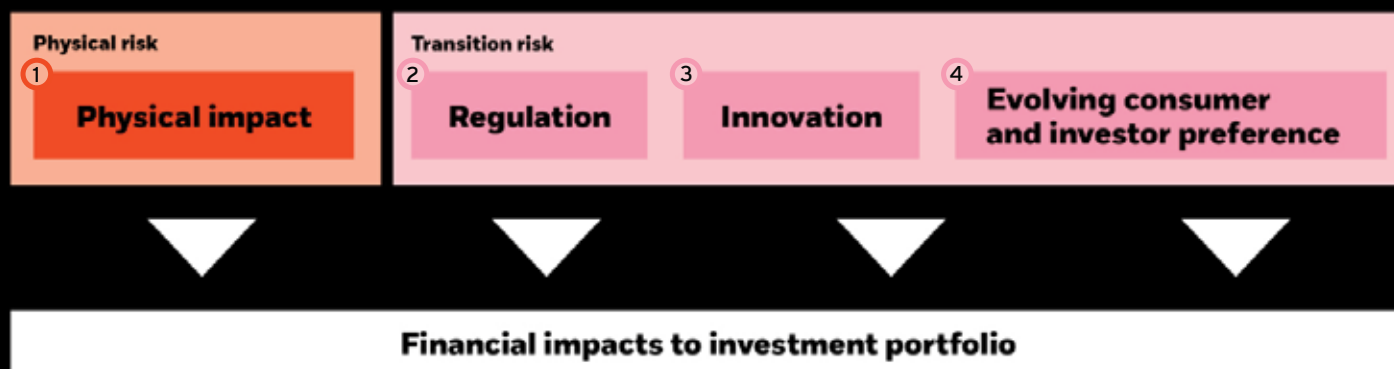 Physical risk
1
Physical impact
Transition risk
2
Regulation
3
Innovation
4
Evolving consumer
and investor preference
Financial impacts to investment portfolio